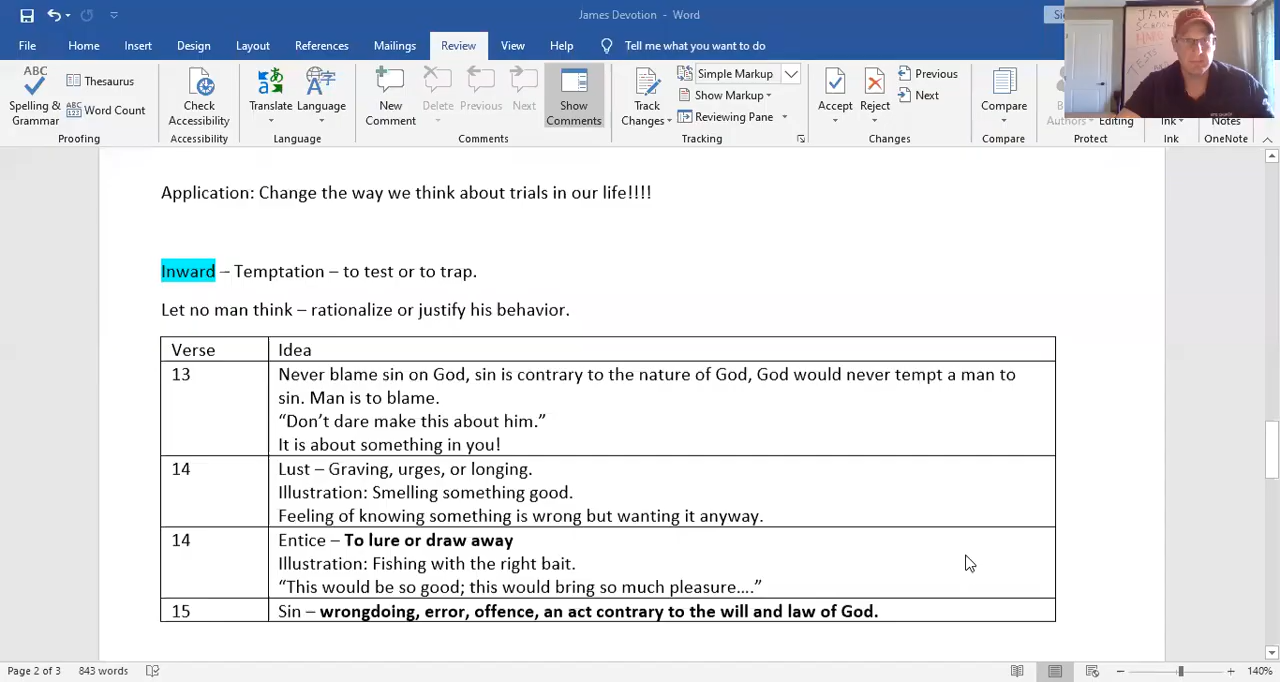 James Devotion - Word
File Home Insert Design Layout References Mailings Review View Help Tell me what you want to do
ABC
Spelling & Grammar
Thesaurus
ABC 123 Word Count
Proofing
Check Accessibility
Accessibility
Translate Language
Language
New Comment
Delete
Previous
Next
Show Comments
Comments
Track Changes
Simple Markup
Show Markup
Reviewing Pane
Tracking
Accept
Reject
Previous
Next
Changes
Compare
Compare
Authors Editing
Protect
Ink
Ink
Notes
OneNote
JAME
Application: Change the way we think about trials in our life!!!!
Inward – Temptation – to test or to trap.
Let no man think – rationalize or justify his behavior.
Verse Idea
13 Never blame sin on God, sin is contrary to the nature of God, God would never tempt a man to
sin. Man is to blame.
“Don’t dare make this about him.”
It is about something in you!
14 Lust – Graving, urges, or longing.
Illustration: Smelling something good.
Feeling of knowing something is wrong but wanting it anyway.
14 Entice – To lure or draw away
Illustration: Fishing with the right bait.
“This would be so good; this would bring so much pleasure….”
15 Sin – wrongdoing, error, offence, an act contrary to the will and law of God.
Page 2 of 3 843 words 140%